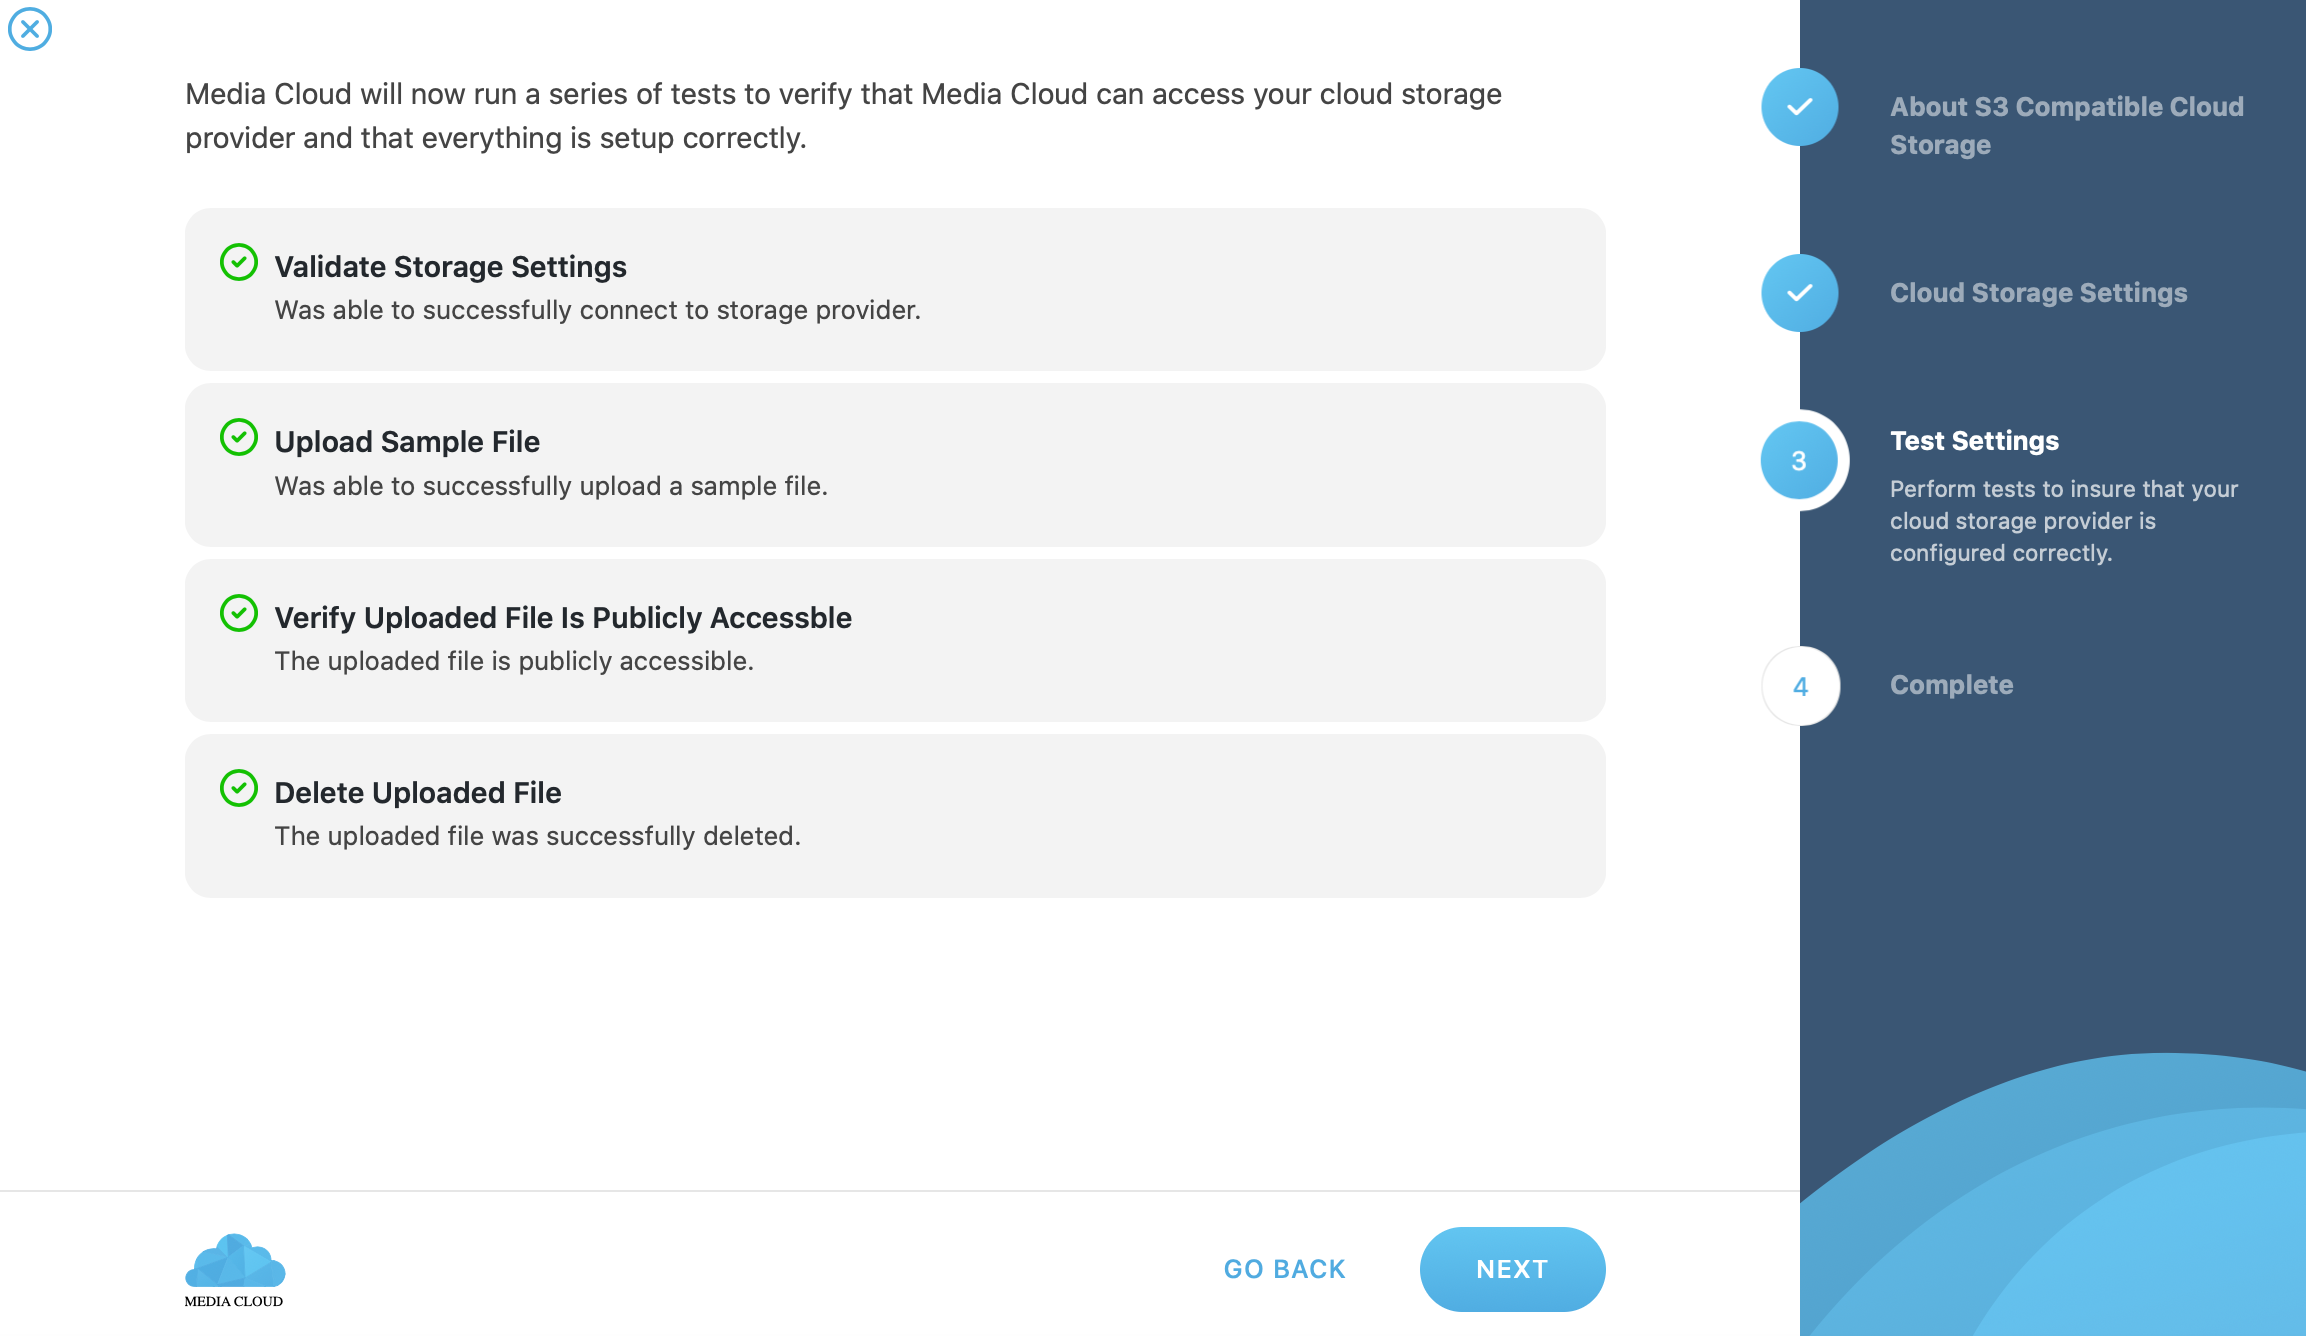 Media Cloud will now run a series of tests to verify that Media Cloud can access your cloud storage
provider and that everything is setup correctly.
Validate Storage Settings
Was able to successfully connect to storage provider.
Upload Sample File
Was able to successfully upload a sample file.
Verify Uploaded File Is Publicly Accessble
The uploaded file is publicly accessible.
Delete Uploaded File
The uploaded file was successfully deleted.
MEDIA CLOUD
GO BACK
NEXT
About S3 Compatible Cloud
Storage
Cloud Storage Settings
3
Test Settings
Perform tests to insure that your
cloud storage provider is
configured correctly.
4
Complete